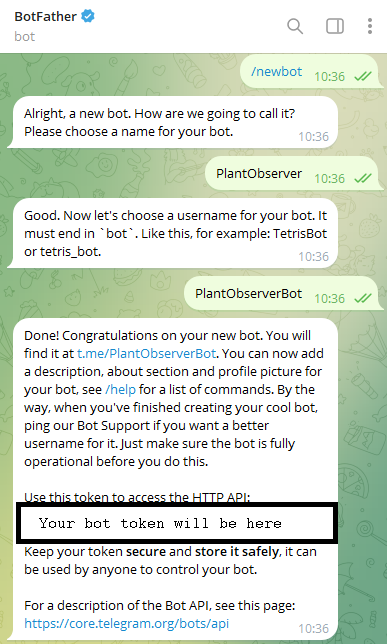 BotFather
bot
/newbot 10:36
Alright, a new bot. How are we going to call it?
Please choose a name for your bot.
10:36
PlantObserver 10:36
Good. Now let's choose a username for your bot. It
must end in `bot`. Like this, for example: TetrisBot
or tetris_bot.
10:36
PlantObserverBot 10:36
Done! Congratulations on your new bot. You will
find it at t.me/PlantObserverBot. You can now add
a description, about section and profile picture for
your bot, see /help for a list of commands. By the
way, when you've finished creating your cool bot,
ping our Bot Support if you want a better
username for it. Just make sure the bot is fully
operational before you do this.
Use this token to access the HTTP API:
Your bot token will be here
Keep your token secure and store it safely, it can
be used by anyone to control your bot.
For a description of the Bot API, see this page:
https://core.telegram.org/bots/api
10:36